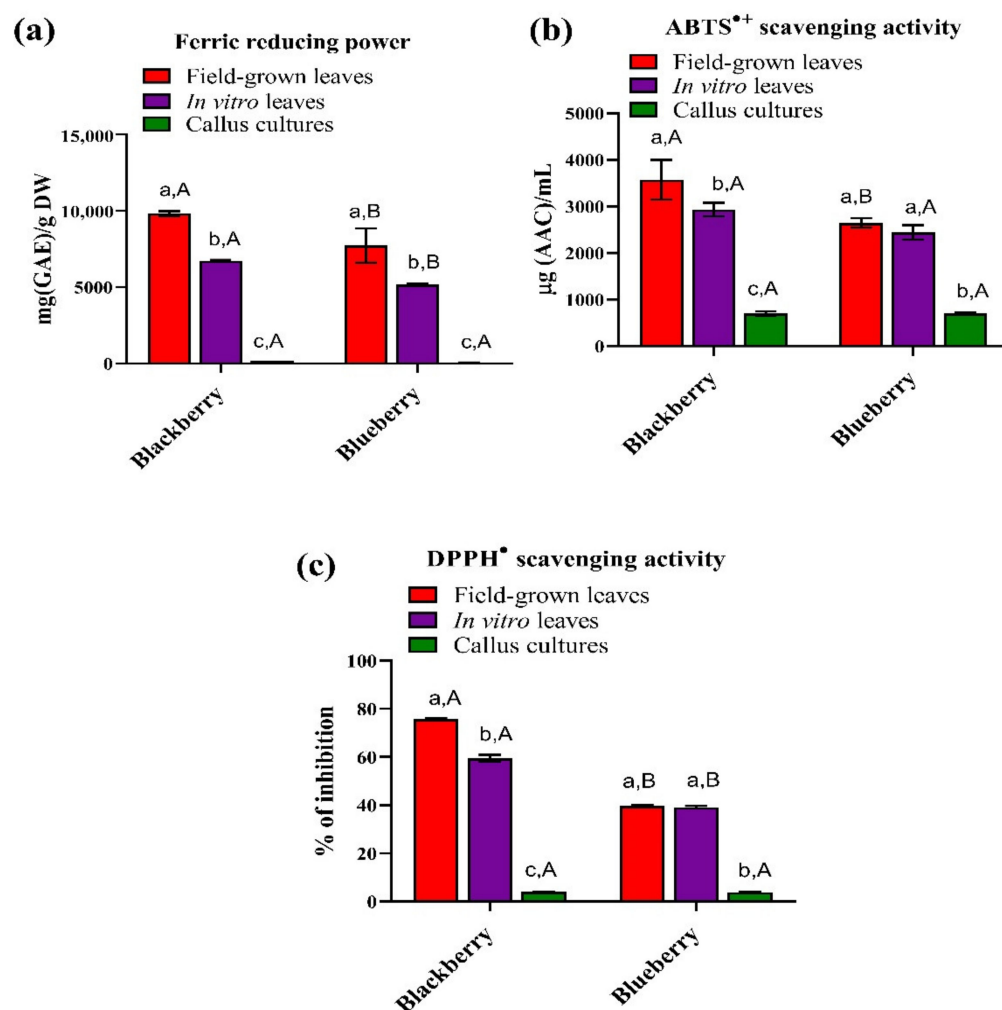 (a)
Ferric reducing power
Field-grown leaves
In vitro leaves
Callus cultures
mg(GAE)/g DW
15,000
10,000
5000
0
a,A
b,A
c,A
a,B
b,B
c,A
Blackberry
Blueberry
(b)
ABTS•+ scavenging activity
Field-grown leaves
In vitro leaves
Callus cultures
µg (AAC)/mL
5000
4000
3000
2000
1000
0
a,A
b,A
c,A
a,B
a,A
b,A
Blackberry
Blueberry
(c)
DPPH• scavenging activity
Field-grown leaves
In vitro leaves
Callus cultures
% of inhibition
100
80
60
40
20
0
a,A
b,A
c,A
a,B
a,B
b,A
Blackberry
Blueberry